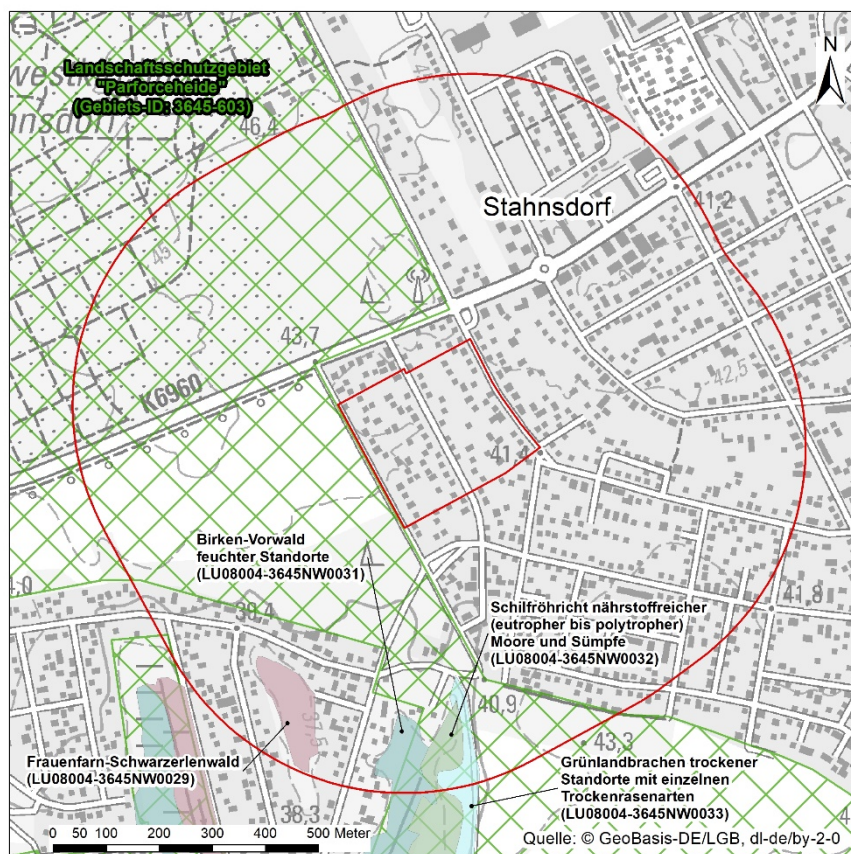 Landschaftsschutzgebiet
"Parforceheide"
(Gebiets-ID: 3645-603)
46,4
N
Stahnsdorf
41,2
45
43,7
K6960
42,5
41,4
Birken-Vorwald
feuchter Standorte
(LU08004-3645NW0031)
Schilfröhricht nährstoffreicher
(eutropher bis polytropher)
Moore und Sümpfe
(LU08004-3645NW0032)
41,8
39,4
40,9
37,5
43,3
Frauenfarn-Schwarzerlenwald
(LU08004-3645NW0029)
Grünlandbrachen trockener
Standorte mit einzelnen
Trockenrasenarten
(LU08004-3645NW0033)
38,3
0 50 100 200 300 400 500 Meter
Quelle: © GeoBasis-DE/LGB, dl-de/by-2-0